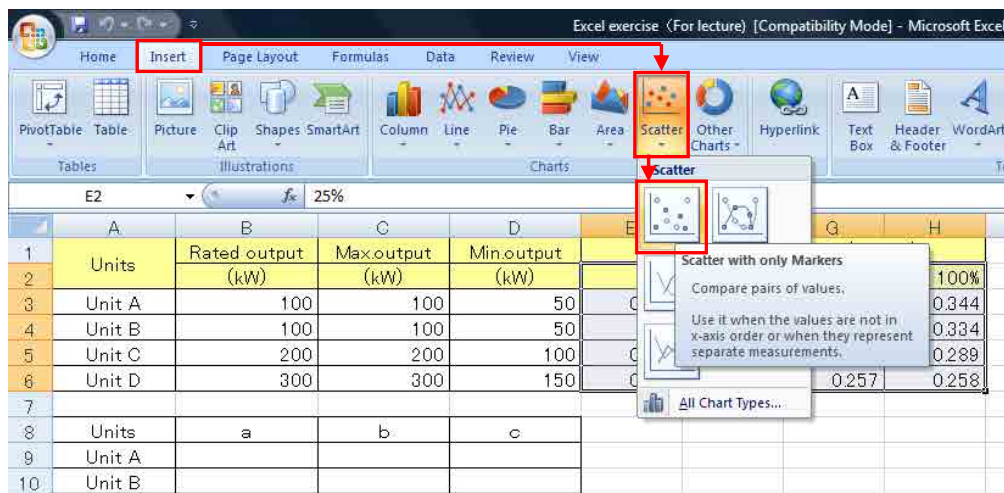 Excel exercise（For lecture) [Compatibility Mode] - Microsoft Excel
Home Insert Page Layout Formulas Data Review View
PivotTable Table Picture Clip Art Shapes SmartArt Column Line Pie Bar Area Scatter Other Charts Hyperlink Text Box Header & Footer WordArt
Tables Illustrations Charts
Scatter
E2 fx 25%
A B C D E G H
1 Units Rated output Max.output Min.output
2 (kW) (kW) (kW) 100%
3 Unit A 100 100 50 0.344
4 Unit B 100 100 50 0.334
5 Unit C 200 200 100 0.289
6 Unit D 300 300 150 0.257 0.258
7
8 Units a b c
9 Unit A
10 Unit B
Scatter with only Markers
Compare pairs of values.
Use it when the values are not in
x-axis order or when they represent
separate measurements.
All Chart Types...